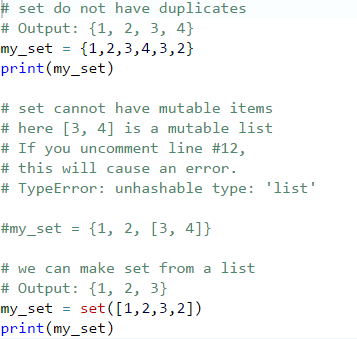 # set do not have duplicates
# Output: {1, 2, 3, 4}
my_set = {1,2,3,4,3,2}
print(my_set)
# set cannot have mutable items
# here [3, 4] is a mutable list
# If you uncomment line #12,
# this will cause an error.
# TypeError: unhashable type: 'list'
#my_set = {1, 2, [3, 4]}
# we can make set from a list
# Output: {1, 2, 3}
my_set = set([1,2,3,2])
print(my_set)